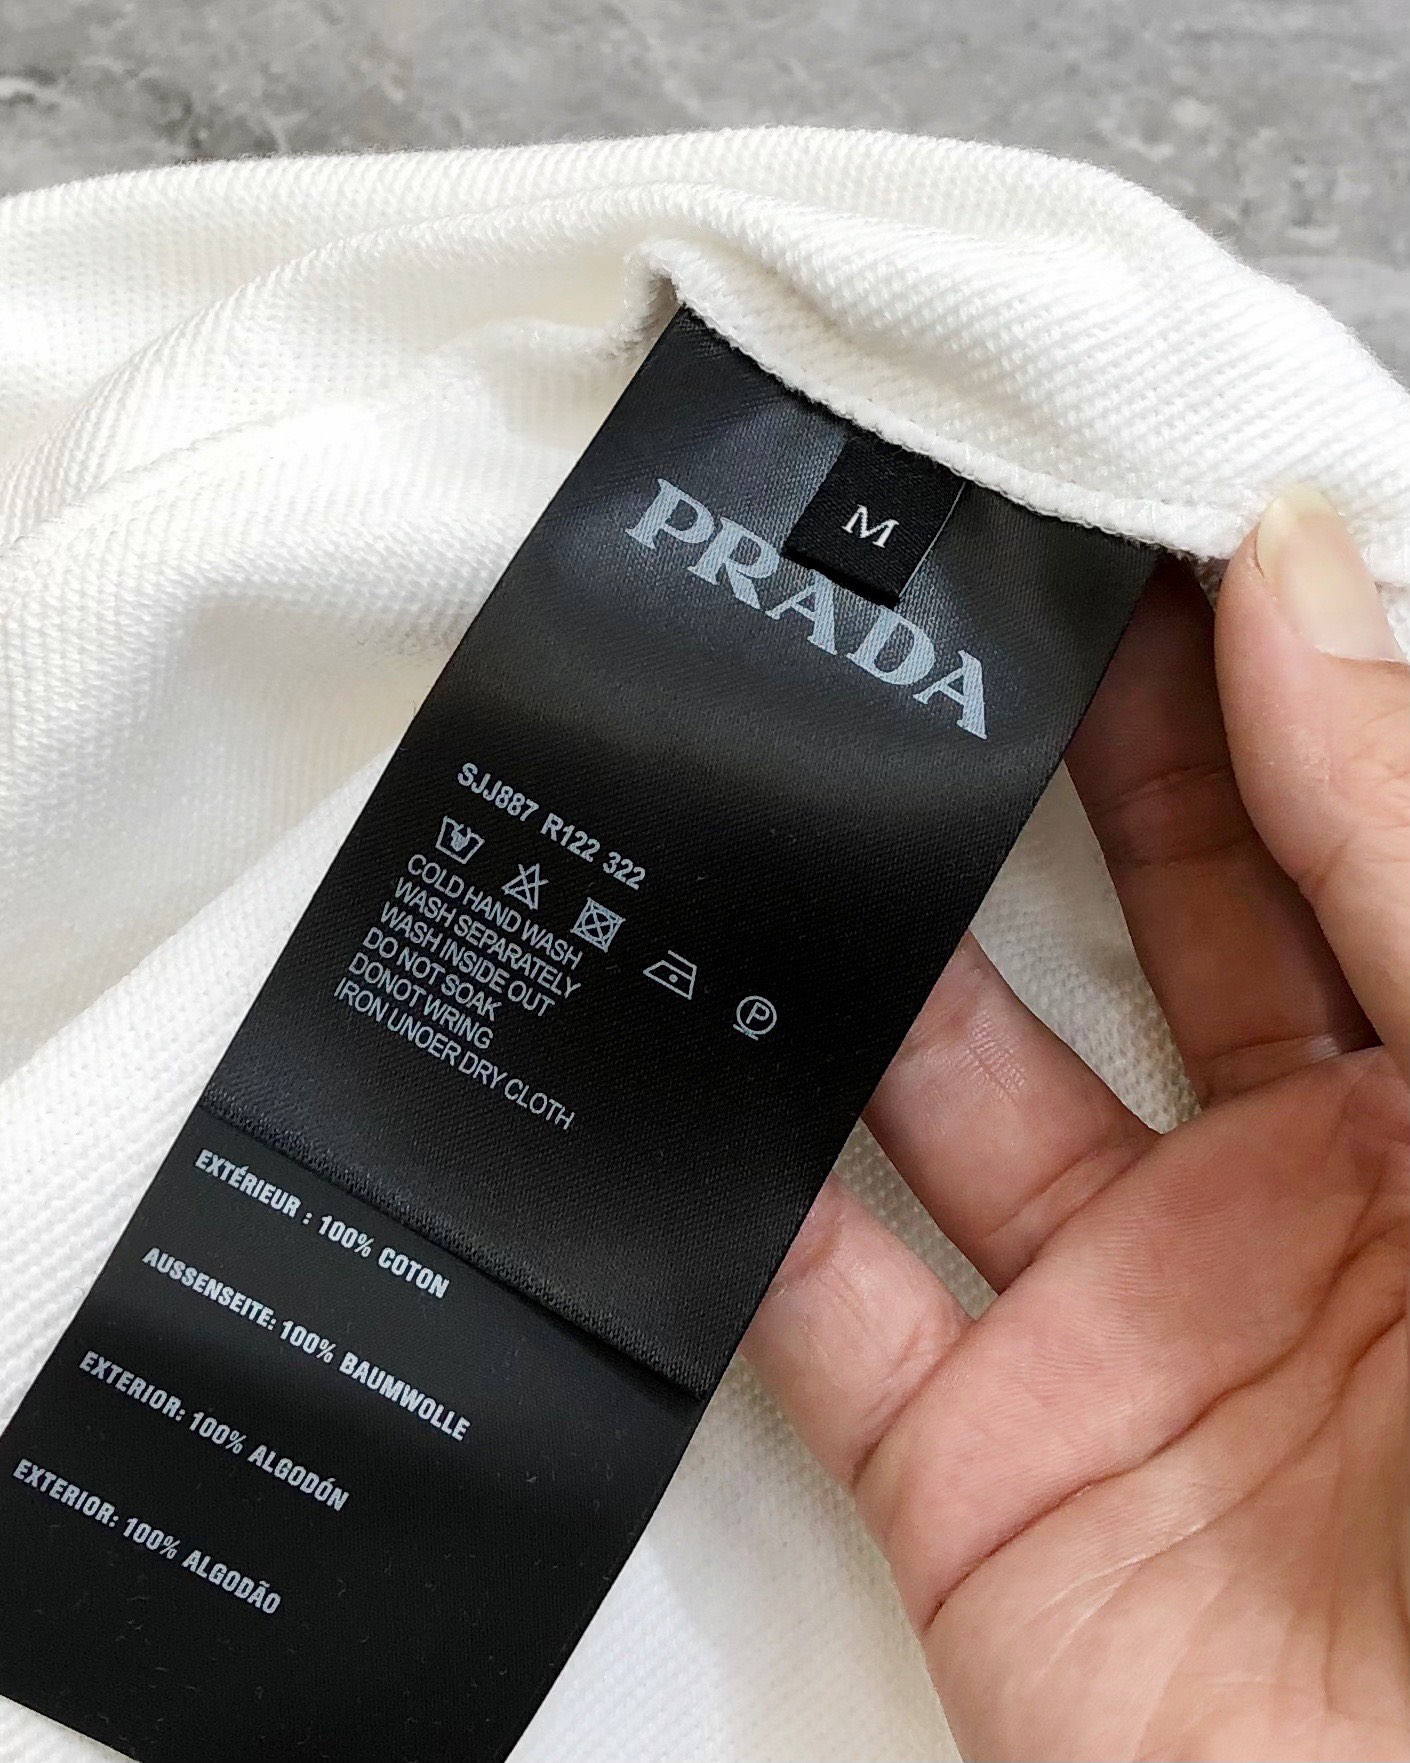 M
PRADA
SJJ887 R122 322
P
COLD HAND WASH
WASH SEPARATELY
WASH INSIDE OUT
DO NOT SOAK
DONOT WRING
IRON UNOER DRY CLOTH
EXTÉRIEUR : 100% COTON
AUSSENSEITE: 100% BAUMWOLLE
EXTERIOR: 100% ALGODÓN
EXTERIOR: 100% ALGODÃO